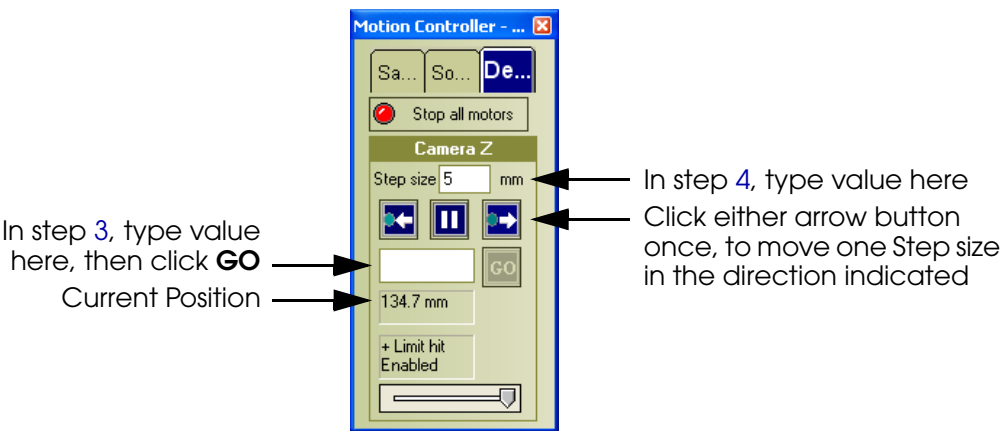 Motion Controller - ...
Sa... So... De...
Stop all motors
Camera Z
Step size 5 mm
In step 4, type value here
Click either arrow button
once, to move one Step size
in the direction indicated
In step 3, type value
here, then click GO
GO
Current Position
134.7 mm
+ Limit hit
Enabled